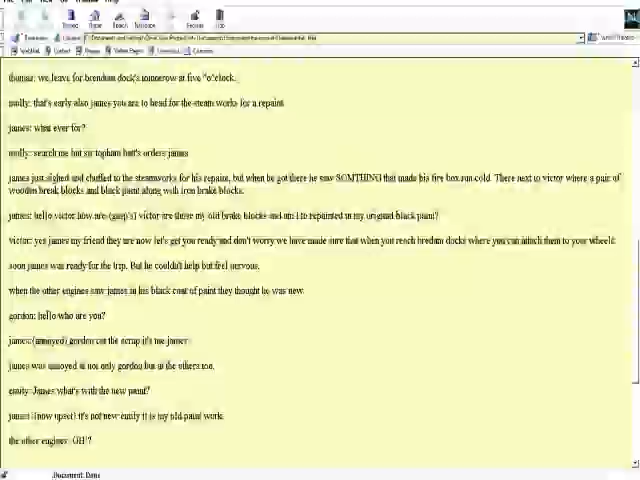 thomas: we leave for brendam dock's tomorrow at five "o"clock.
molly: that's early also james you are to head for the steam works for a repaint
james: what ever for?
molly: search me but sir topham hatt's orders james
james just sighed and chuffed to the steamworks for his repaint, but when he got there he saw SOMTHING that made his fire box run cold. There next to victor where a pair of
wooden break blocks and black paint along with iron brake blocks.
james: hello victor how are-(gasp's) victor are those my old brake blocks and am I to repainted in my original black paint?
victor: yes james my friend they are now let's get you ready and don't worry we have made sure that when you reach bredam docks where you can attach them to your wheels.
soon james was ready for the trip. But he couldn't help but feel nervous.
when the other engines saw james in his black coat of paint they thought he was new.
gordon: hello who are you?
james:(annoyed) gordon cut the scrap it's me james
james was annoyed at not only gordon but at the others too.
emily: James what's with the new paint?
james: (now upset) it's not new emily it is my old paint work.
the other engines: OH!?
Document: Done